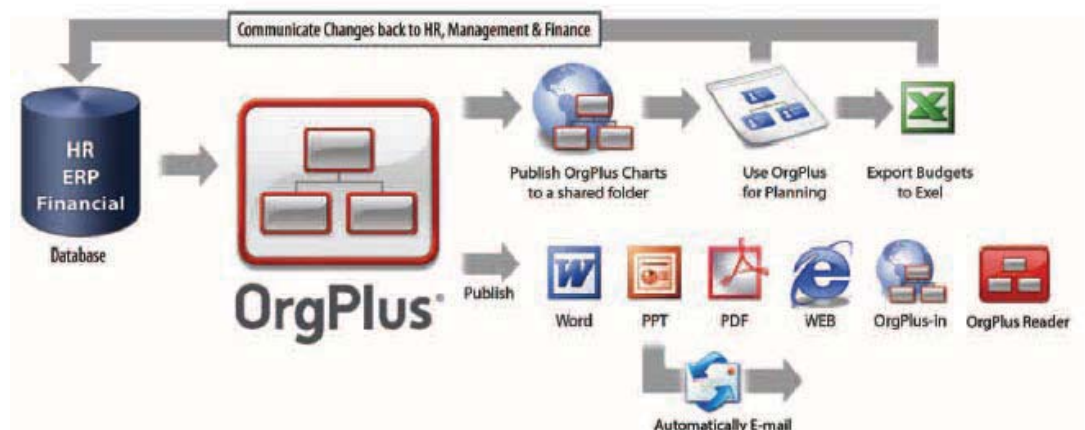 Communicate Changes back to HR, Management & Finance
HR
ERP
Financial
Database
OrgPlus®
Publish OrgPlus Charts
to a shared folder
Use OrgPlus
for Planning
Export Budgets
to Exel
Publish
Word
PPT
PDF
WEB
OrgPlus-in
OrgPlus Reader
Automatically E-mail